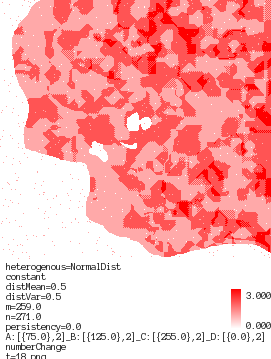 heterogenous=NormalDist
constant
distMean=0.5
distVar=0.5
m=259.0
n=271.0
persistency=0.0
A:[{75.0},2]_B:[{125.0},2]_C:[{255.0},2]_D:[{0.0},2]
numberChange
t=18.png
3.000
0.000